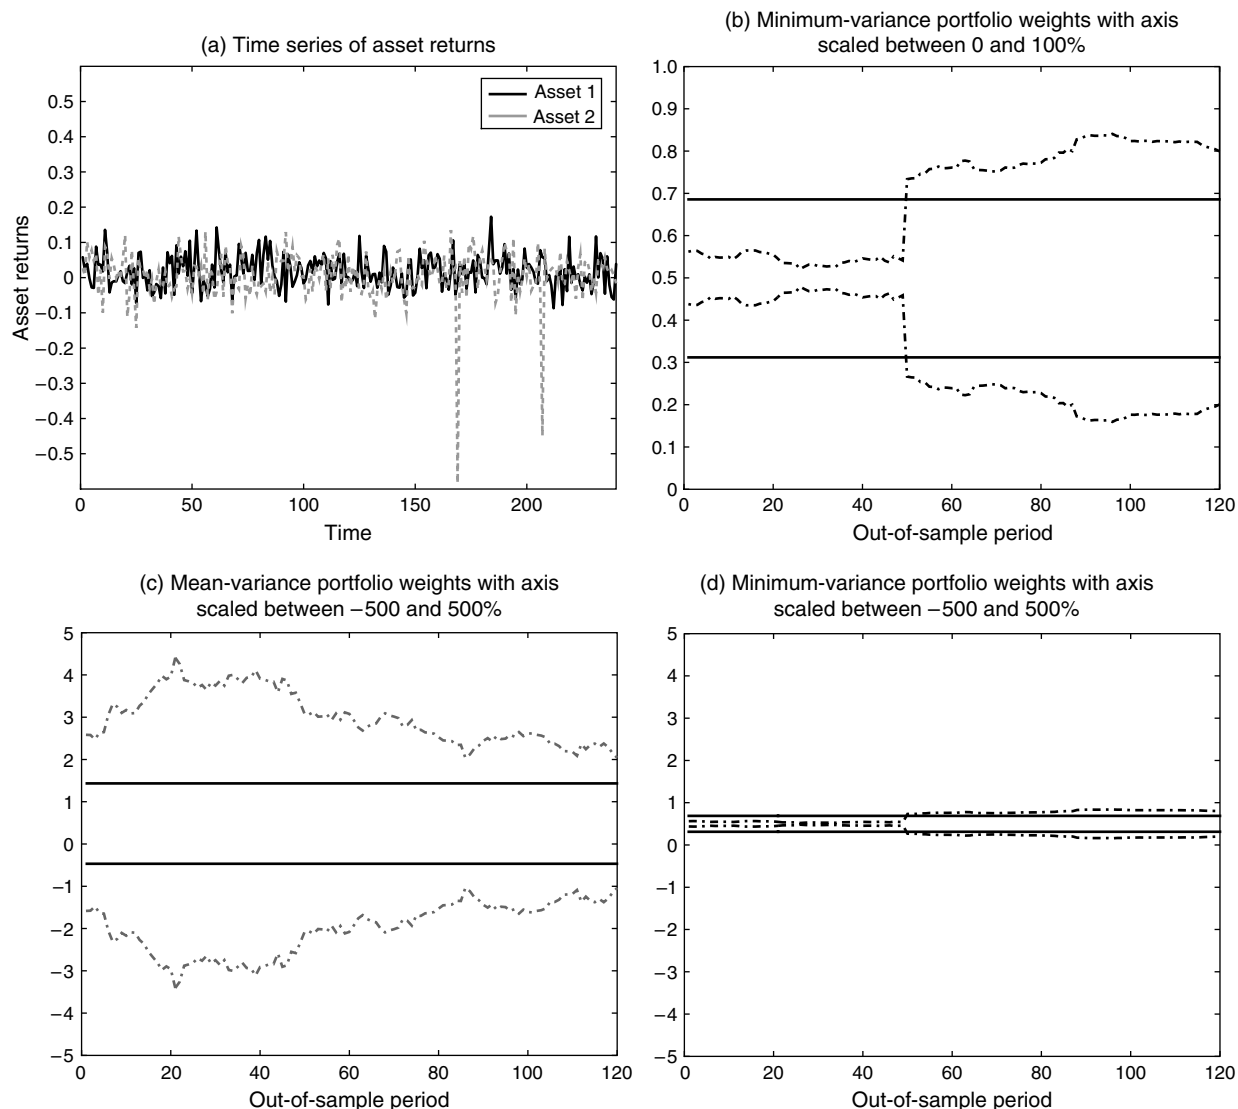 (a) Time series of asset returns
0.5
0.4
0.3
0.2
0.1
0
−0.1
−0.2
−0.3
−0.4
−0.5
Asset returns
Asset 1
Asset 2
0 50 100 150 200
Time
(b) Minimum-variance portfolio weights with axis
scaled between 0 and 100%
1.0
0.9
0.8
0.7
0.6
0.5
0.4
0.3
0.2
0.1
0
0 20 40 60 80 100 120
Out-of-sample period
(c) Mean-variance portfolio weights with axis
scaled between −500 and 500%
5
4
3
2
1
0
−1
−2
−3
−4
−5
0 20 40 60 80 100 120
Out-of-sample period
(d) Minimum-variance portfolio weights with axis
scaled between −500 and 500%
5
4
3
2
1
0
−1
−2
−3
−4
−5
0 20 40 60 80 100 120
Out-of-sample period